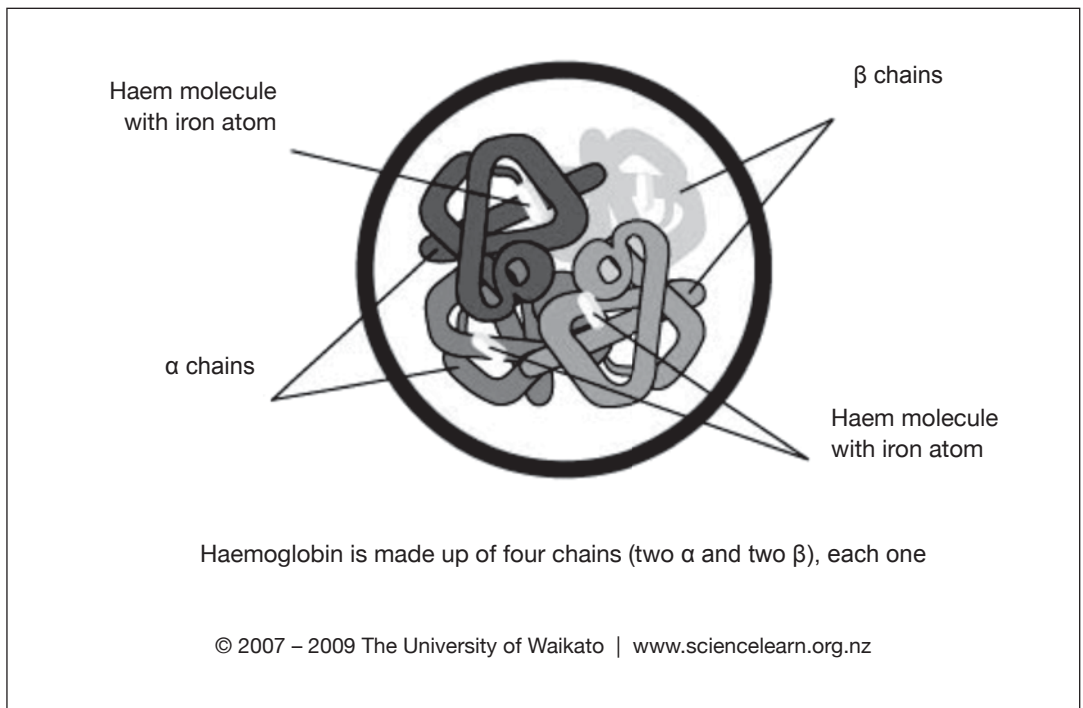 Haem molecule
with iron atom
β chains
α chains
Haem molecule
with iron atom
Haemoglobin is made up of four chains (two α and two β), each one
© 2007 – 2009 The University of Waikato | www.sciencelearn.org.nz